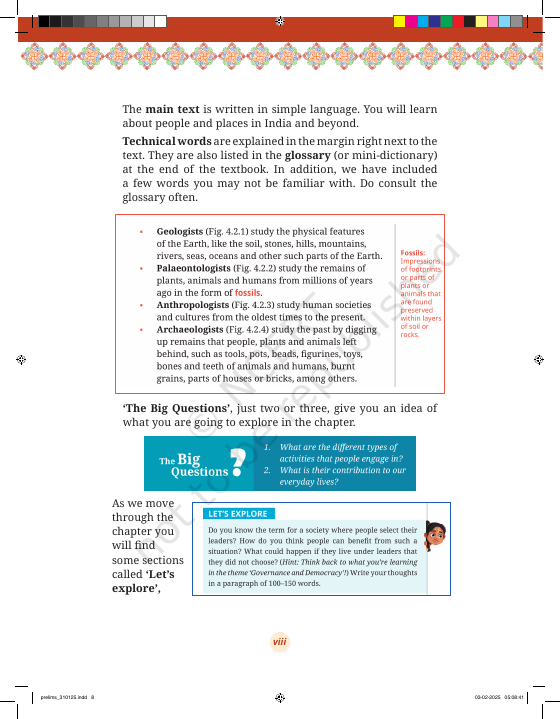 The main text is written in simple language. You will learn
about people and places in India and beyond.
Technical words are explained in the margin right next to the
text. They are also listed in the glossary (or mini-dictionary)
at the end of the textbook. In addition, we have included
a few words you may not be familiar with. Do consult the
glossary often.
• Geologists (Fig. 4.2.1) study the physical features
of the Earth, like the soil, stones, hills, mountains,
rivers, seas, oceans and other such parts of the Earth.
• Palaeontologists (Fig. 4.2.2) study the remains of
plants, animals and humans from millions of years
ago in the form of fossils.
• Anthropologists (Fig. 4.2.3) study human societies
and cultures from the oldest times to the present.
• Archaeologists (Fig. 4.2.4) study the past by digging
up remains that people, plants and animals left
behind, such as tools, pots, beads, figurines, toys,
bones and teeth of animals and humans, burnt
grains, parts of houses or bricks, among others.
Fossils:
Impressions
of footprints
or parts of
plants or
animals that
are found
preserved
within layers
of soil or
rocks.
‘The Big Questions’, just two or three, give you an idea of
what you are going to explore in the chapter.
The Big
Questions ?
1. What are the different types of
activities that people engage in?
2. What is their contribution to our
everyday lives?
As we move
through the
chapter you
will find
some sections
called ‘Let’s
explore’,
LET’S EXPLORE
Do you know the term for a society where people select their
leaders? How do you think people can benefit from such a
situation? What could happen if they live under leaders that
they did not choose? (Hint: Think back to what you’re learning
in the theme ‘Governance and Democracy’!) Write your thoughts
in a paragraph of 100–150 words.
© NCERT
not to be republished
viii
prelims_310125.indd 8
03-02-2025 05:08:41